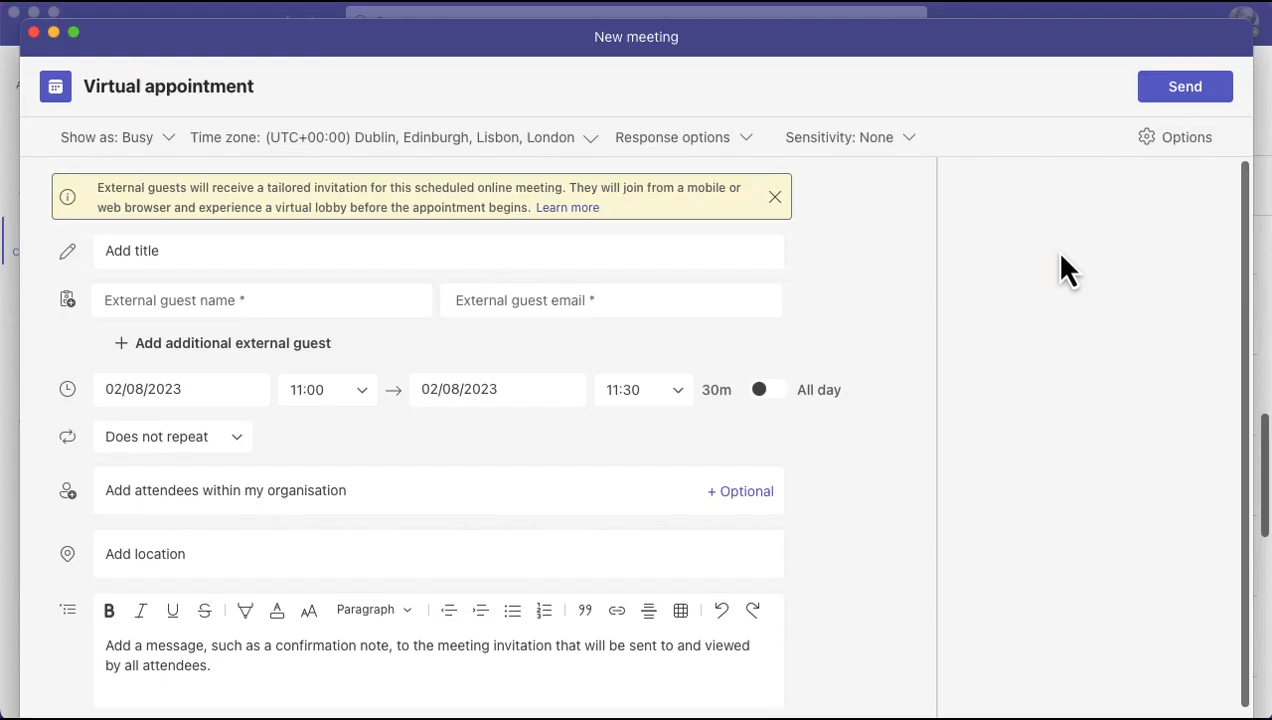 New meeting
Virtual appointment
Send
Show as: Busy
Time zone: (UTC+00:00) Dublin, Edinburgh, Lisbon, London
Response options
Sensitivity: None
Options
External guests will receive a tailored invitation for this scheduled online meeting. They will join from a mobile or
web browser and experience a virtual lobby before the appointment begins. Learn more
Add title
External guest name *
External guest email *
Add additional external guest
02/08/2023
11:00
02/08/2023
11:30
30m
All day
Does not repeat
Add attendees within my organisation
+ Optional
Add location
B I U S AA Paragraph
Add a message, such as a confirmation note, to the meeting invitation that will be sent to and viewed
by all attendees.